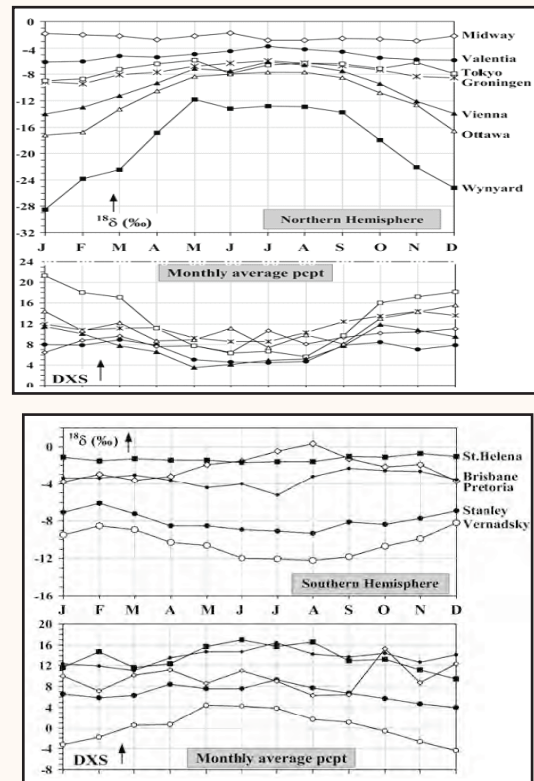 0
-4
-8
-12
-16
-20
-24
-28
-32
Midway
Valentia
Tokyo
Groningen
Vienna
Ottawa
Wynyard
18δ (‰)
Northern Hemisphere
J F M A M J J A S O N D
24
20
16
12
8
4
0
Monthly average pcpt
DXS
J F M A M J J A S O N D
18δ (‰)
0
-4
-8
-12
-16
St.Helena
Brisbane
Pretoria
Stanley
Vernadsky
Southern Hemisphere
J F M A M J J A S O N D
20
16
12
8
4
0
-4
-8
DXS
Monthly average pcpt
J F M A M J J A S O N D